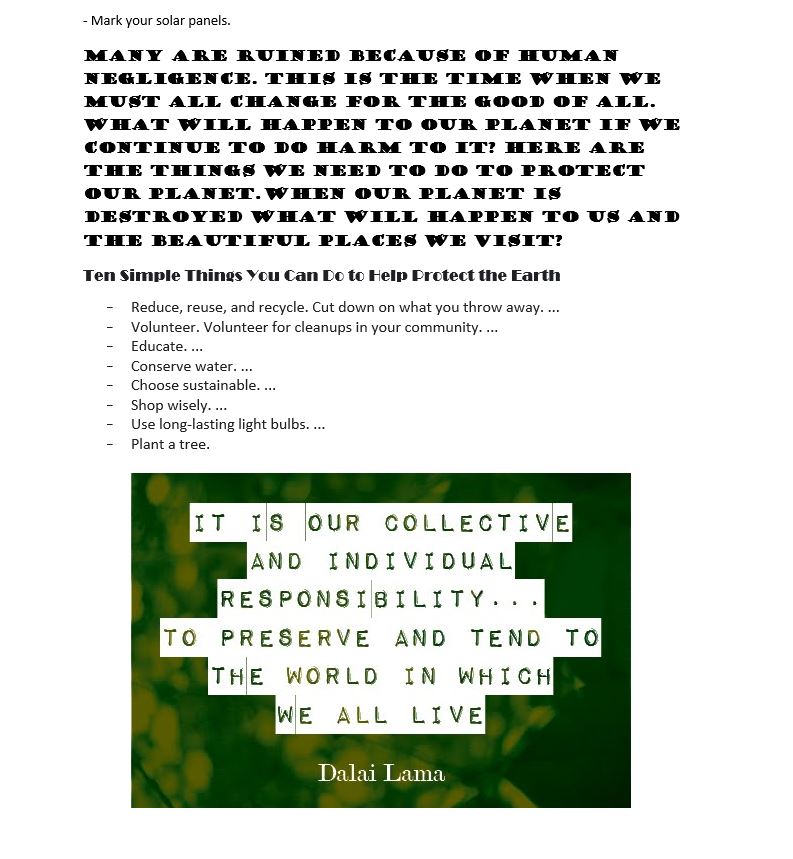 - Mark your solar panels.
MANY ARE RUINED BECAUSE OF HUMAN
NEGLIGENCE. THIS IS THE TIME WHEN WE
MUST ALL CHANGE FOR THE GOOD OF ALL.
WHAT WILL HAPPEN TO OUR PLANET IF WE
CONTINUE TO DO HARM TO IT? HERE ARE
THE THINGS WE NEED TO DO TO PROTECT
OUR PLANET.WHEN OUR PLANET IS
DESTROYED WHAT WILL HAPPEN TO US AND
THE BEAUTIFUL PLACES WE VISIT?
Ten Simple Things You Can Do to Help Protect the Earth
- Reduce, reuse, and recycle. Cut down on what you throw away. ...
- Volunteer. Volunteer for cleanups in your community. ...
- Educate. ...
- Conserve water. ...
- Choose sustainable. ...
- Shop wisely. ...
- Use long-lasting light bulbs. ...
- Plant a tree.
IT IS OUR COLLECTIVE
AND INDIVIDUAL
RESPONSIBILITY...
TO PRESERVE AND TEND TO
THE WORLD IN WHICH
WE ALL LIVE
Dalai Lama